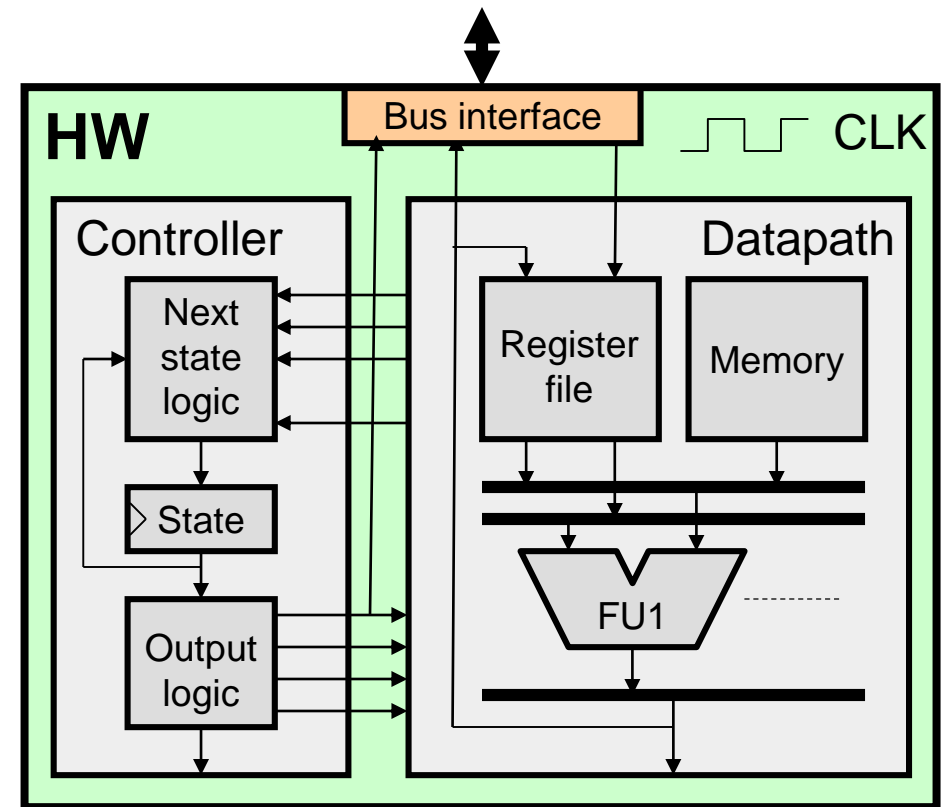 Bus interface
HW
CLK
Controller
Datapath
Next
state
logic
Register
file
Memory
State
FU1
Output
logic